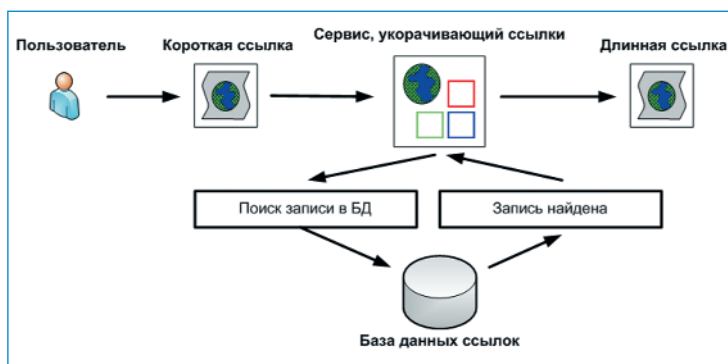 Пользователь
Короткая ссылка
Сервис, укорачивающий ссылки
Длинная ссылка
Поиск записи в БД
Запись найдена
База данных ссылок